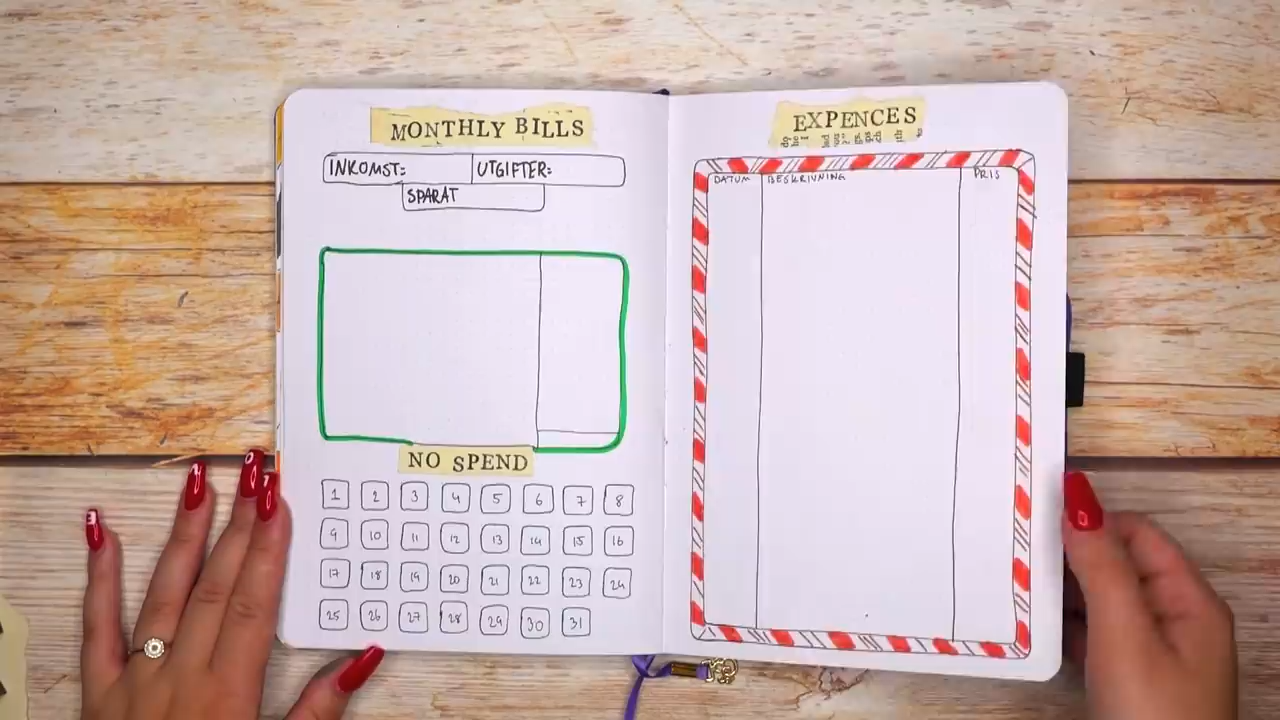 MONTHLY BILLS
INKOMST: UTGIFTER:
SPARAT
NO SPEND
1 2 3 4 5 6 7 8
9 10 11 12 13 14 15 16
17 18 19 20 21 22 23 24
25 26 27 28 29 30 31
EXPENCES
DATUM BESKRIVNING PRIS